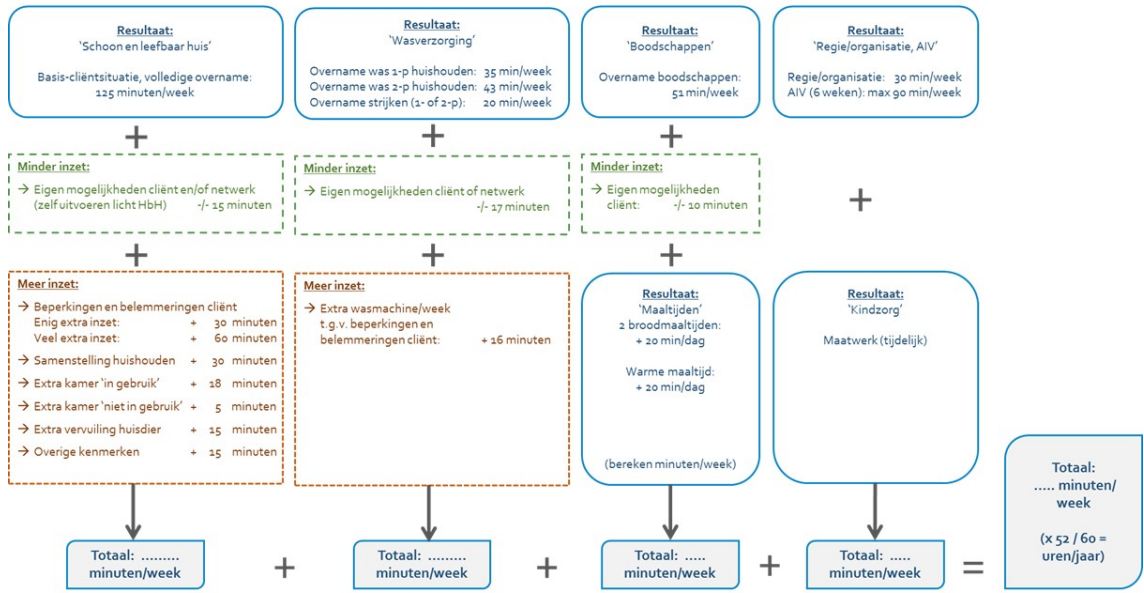 Resultaat:
'Schoon en leefbaar huis'
Basis-cliëntsituatie, volledige overname:
125 minuten/week
Resultaat:
'Wasverzorging'
Overname was 1-p huishouden: 35 min/week
Overname was 2-p huishouden: 43 min/week
Overname strijken (1- of 2-p): 20 min/week
Resultaat:
'Boodschappen'
Overname boodschappen:
51 min/week
Resultaat:
'Regie/organisatie, AIV'
Regie/organisatie: 30 min/week
AIV (6 weken): max 90 min/week
+
+
+
+
Minder inzet:
→ Eigen mogelijkheden cliënt en/of netwerk
(zelf uitvoeren licht HbH) -/- 15 minuten
Minder inzet:
→ Eigen mogelijkheden cliënt of netwerk
-/- 17 minuten
Minder inzet:
→ Eigen mogelijkheden
cliënt: -/- 10 minuten
+
+
+
Meer inzet:
→ Beperkingen en belemmeringen cliënt
Enig extra inzet: + 30 minuten
Veel extra inzet: + 60 minuten
→ Samenstelling huishouden + 30 minuten
→ Extra kamer 'in gebruik' + 18 minuten
→ Extra kamer 'niet in gebruik' + 5 minuten
→ Extra vervuiling huisdier + 15 minuten
→ Overige kenmerken + 15 minuten
Meer inzet:
→ Extra wasmachine/week
t.g.v. beperkingen en
belemmeringen cliënt: + 16 minuten
Resultaat:
'Maaltijden'
2 broodmaaltijden:
+ 20 min/dag
Warme maaltijd:
+ 20 min/dag
(bereken minuten/week)
Resultaat:
'Kindzorg'
Maatwerk (tijdelijk)
Totaal: .........
minuten/week
+
Totaal: .........
minuten/week
+
Totaal: .....
minuten/week
+
Totaal: .....
minuten/week
=
Totaal:
..... minuten/
week
(x 52 / 60 =
uren/jaar)